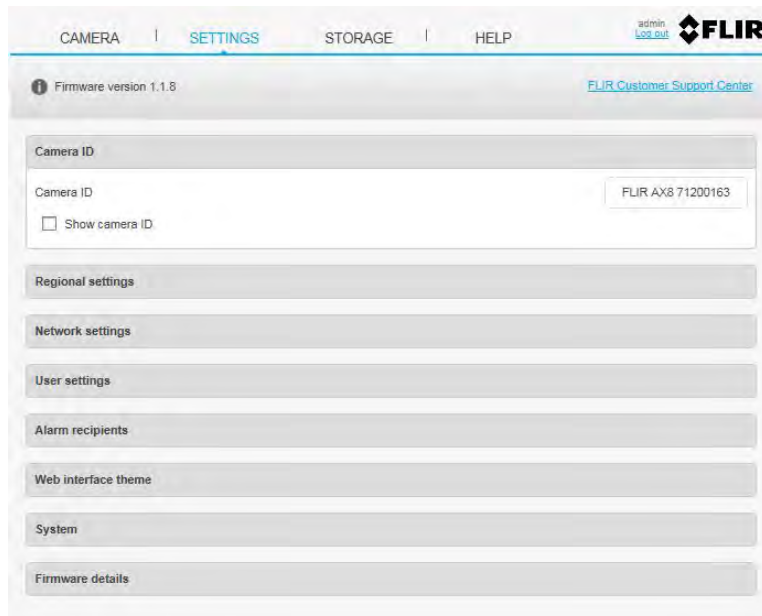 CAMERA | SETTINGS STORAGE | HELP
admin
Log out
FLIR
Firmware version 1.1.8
FLIR Customer Support Center
Camera ID
Camera ID
FLIR AX8 71200163
Show camera ID
Regional settings
Network settings
User settings
Alarm recipients
Web interface theme
System
Firmware details